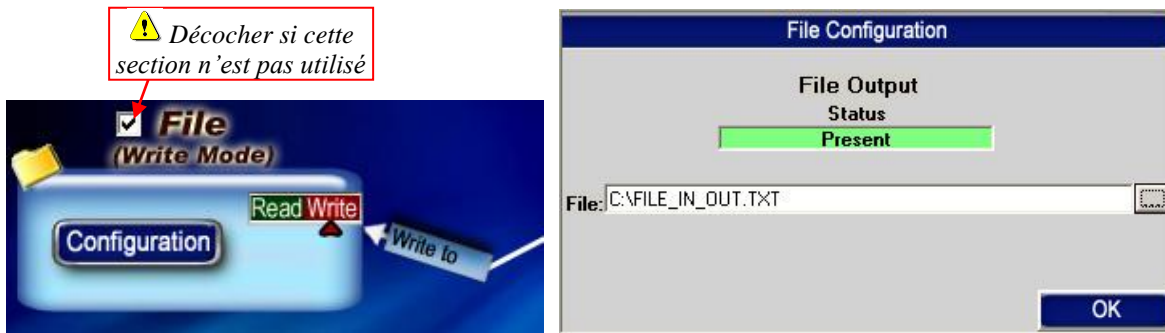 Décocher si cette
section n'est pas utilisé
File
(Write Mode)
Read Write
Configuration
Write to
File Configuration
File Output
Status
Present
File: C:\FILE_IN_OUT.TXT ...
OK